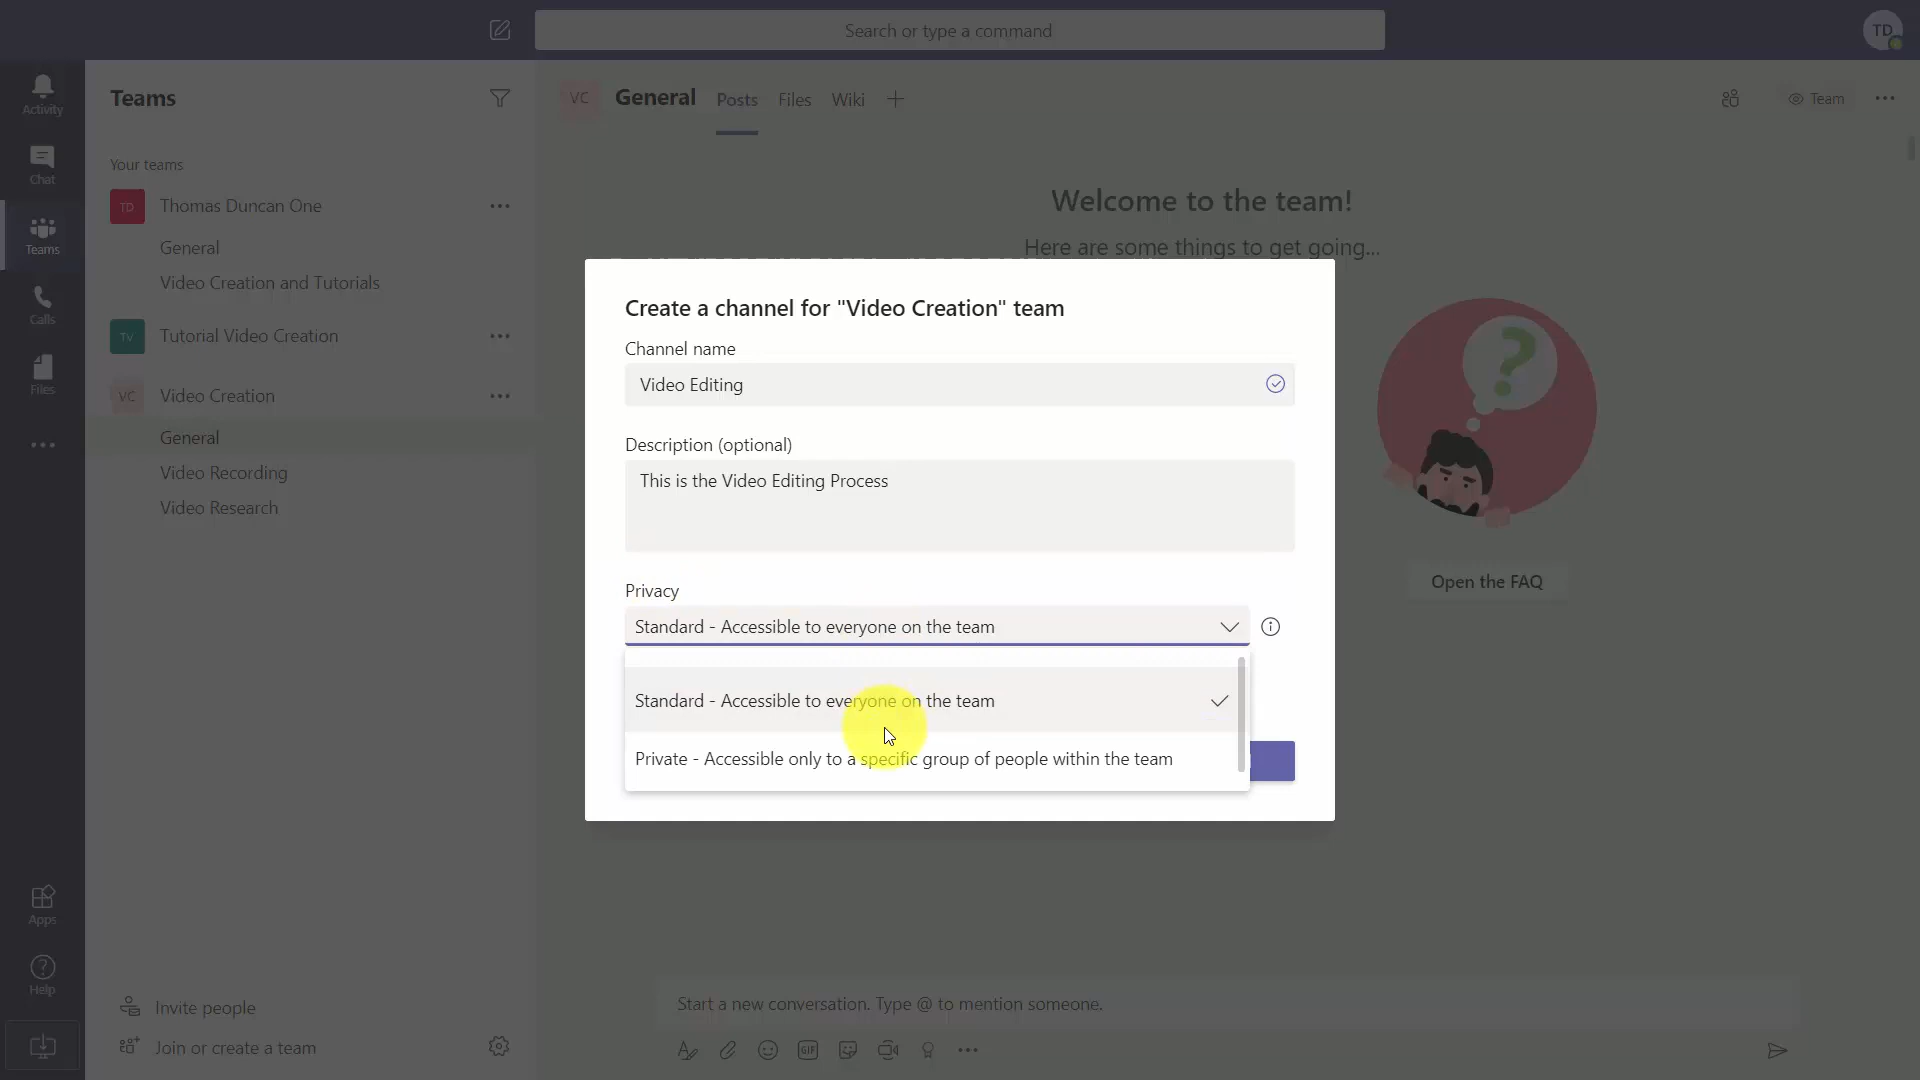 Search or type a command
TD
Activity
Chat
Teams
Calls
Files
Apps
Help
Teams
Your teams
TD Thomas Duncan One
General
Video Creation and Tutorials
TV Tutorial Video Creation
VC Video Creation
General
Video Recording
Video Research
Invite people
Join or create a team
VC General Posts Files Wiki
Team
Welcome to the team!
Here are some things to get going...
Open the FAQ
Create a channel for "Video Creation" team
Channel name
Video Editing
Description (optional)
This is the Video Editing Process
Privacy
Standard - Accessible to everyone on the team
Standard - Accessible to everyone on the team
Private - Accessible only to a specific group of people within the team
Start a new conversation. Type @ to mention someone.
GIF